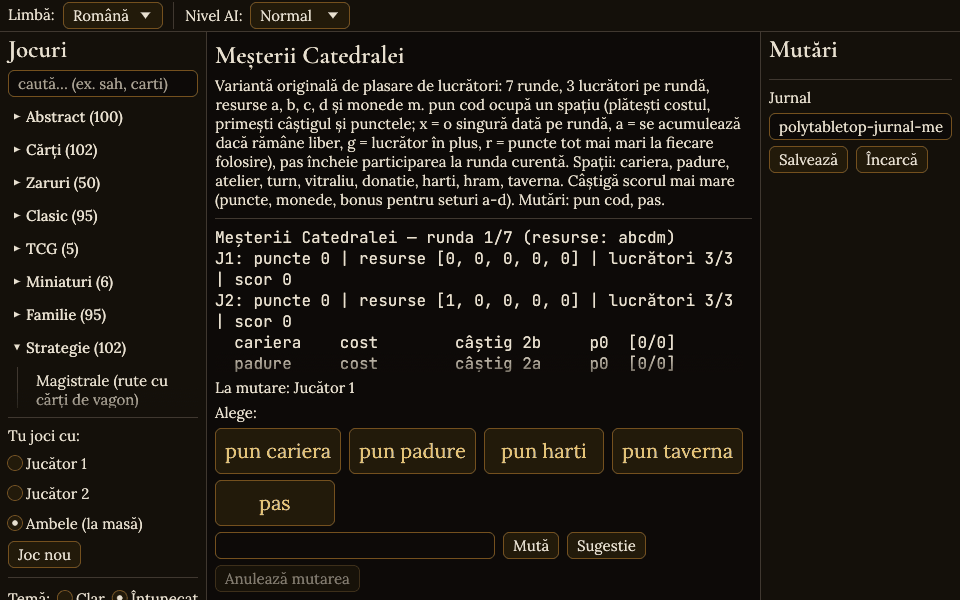 Limbă: Română ▼ Nivel AI: Normal ▼
Jocuri
caută... (ex. sah, carti)
▸ Abstract (100)
▸ Cărți (102)
▸ Zaruri (50)
▸ Clasic (95)
▸ TCG (5)
▸ Miniaturi (6)
▸ Familie (95)
▾ Strategie (102)
Magistrale (rute cu
cărți de vagon)
Tu joci cu:
Jucător 1
Jucător 2
Ambele (la masă)
Joc nou
Temă: Clar Întunecat
Meșterii Catedralei
Variantă originală de plasare de lucrători: 7 runde, 3 lucrători pe rundă,
resurse a, b, c, d și monede m. pun cod ocupă un spațiu (plătești costul,
primești câștigul și punctele; x = o singură dată pe rundă, a = se acumulează
dacă rămâne liber, g = lucrător în plus, r = puncte tot mai mari la fiecare
folosire), pas încheie participarea la runda curentă. Spații: cariera, padure,
atelier, turn, vitraliu, donatie, harti, hram, taverna. Câștigă scorul mai mare
(puncte, monede, bonus pentru seturi a-d). Mutări: pun cod, pas.
Meșterii Catedralei — runda 1/7 (resurse: abcdm)
J1: puncte 0 | resurse [0, 0, 0, 0, 0] | lucrători 3/3
| scor 0
J2: puncte 0 | resurse [1, 0, 0, 0, 0] | lucrători 3/3
| scor 0
cariera cost câștig 2b p0 [0/0]
padure cost câștig 2a p0 [0/0]
La mutare: Jucător 1
Alege:
pun cariera pun padure pun harti pun taverna
pas
Mută Sugestie
Anulează mutarea
Mutări
Jurnal
polytabletop-jurnal-me
Salvează Încarcă